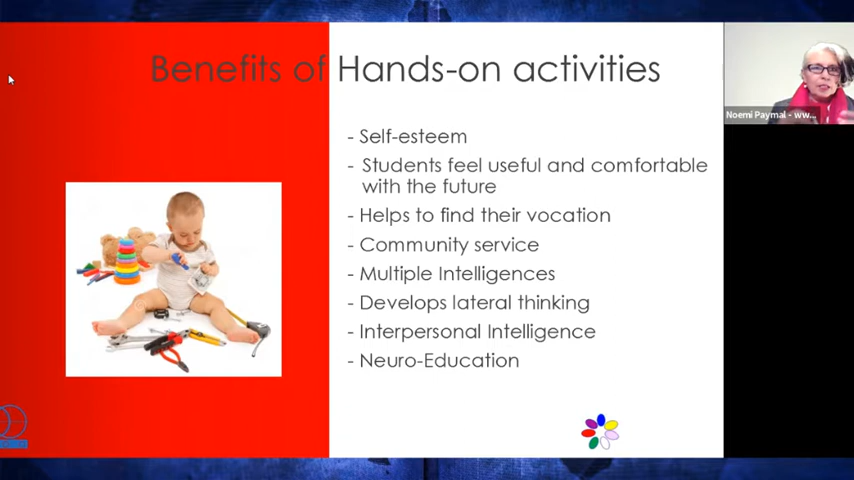 Benefits of Hands-on activities
- Self-esteem
- Students feel useful and comfortable
with the future
- Helps to find their vocation
- Community service
- Multiple Intelligences
- Develops lateral thinking
- Interpersonal Intelligence
- Neuro-Education
Noemi Paymal - ww...